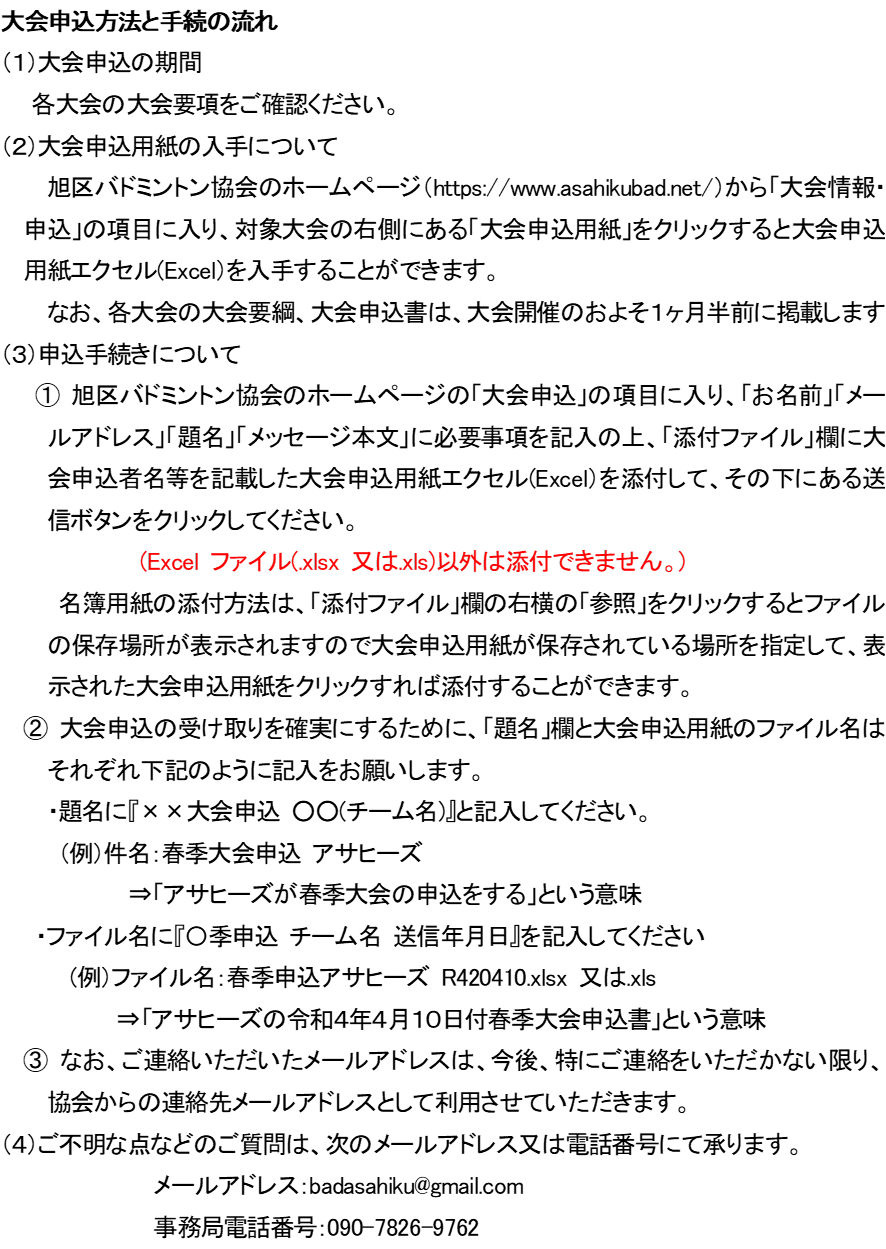 大会申込方法と手続の流れ
（１）大会申込の期間
各大会の大会要項をご確認ください。
（２）大会申込用紙の入手について
旭区バドミントン協会のホームページ（https://www.asahikubad.net/）から「大会情報・
申込」の項目に入り、対象大会の右側にある「大会申込用紙」をクリックすると大会申込
用紙エクセル(Excel)を入手することができます。
なお、各大会の大会要綱、大会申込書は、大会開催のおよそ１ヶ月半前に掲載します
（３）申込手続きについて
① 旭区バドミントン協会のホームページの「大会申込」の項目に入り、「お名前」「メー
ルアドレス」「題名」「メッセージ本文」に必要事項を記入の上、「添付ファイル」欄に大
会申込者名等を記載した大会申込用紙エクセル(Excel)を添付して、その下にある送
信ボタンをクリックしてください。
（Excel ファイル(.xlsx 又は.xls)以外は添付できません。）
名簿用紙の添付方法は、「添付ファイル」欄の右横の「参照」をクリックするとファイル
の保存場所が表示されますので大会申込用紙が保存されている場所を指定して、表
示された大会申込用紙をクリックすれば添付することができます。
② 大会申込の受け取りを確実にするために、「題名」欄と大会申込用紙のファイル名は
それぞれ下記のように記入をお願いします。
・題名に『××大会申込 〇〇(チーム名)』と記入してください。
（例）件名：春季大会申込 アサヒーズ
⇒「アサヒーズが春季大会の申込をする」という意味
・ファイル名に『〇季申込 チーム名 送信年月日』を記入してください
（例）ファイル名：春季申込アサヒーズ R420410.xlsx 又は.xls
⇒「アサヒーズの令和４年４月１０日付春季大会申込書」という意味
③ なお、ご連絡いただいたメールアドレスは、今後、特にご連絡をいただかない限り、
協会からの連絡先メールアドレスとして利用させていただきます。
（４）ご不明な点などのご質問は、次のメールアドレス又は電話番号にて承ります。
メールアドレス：badasahiku@gmail.com
事務局電話番号：090-7826-9762